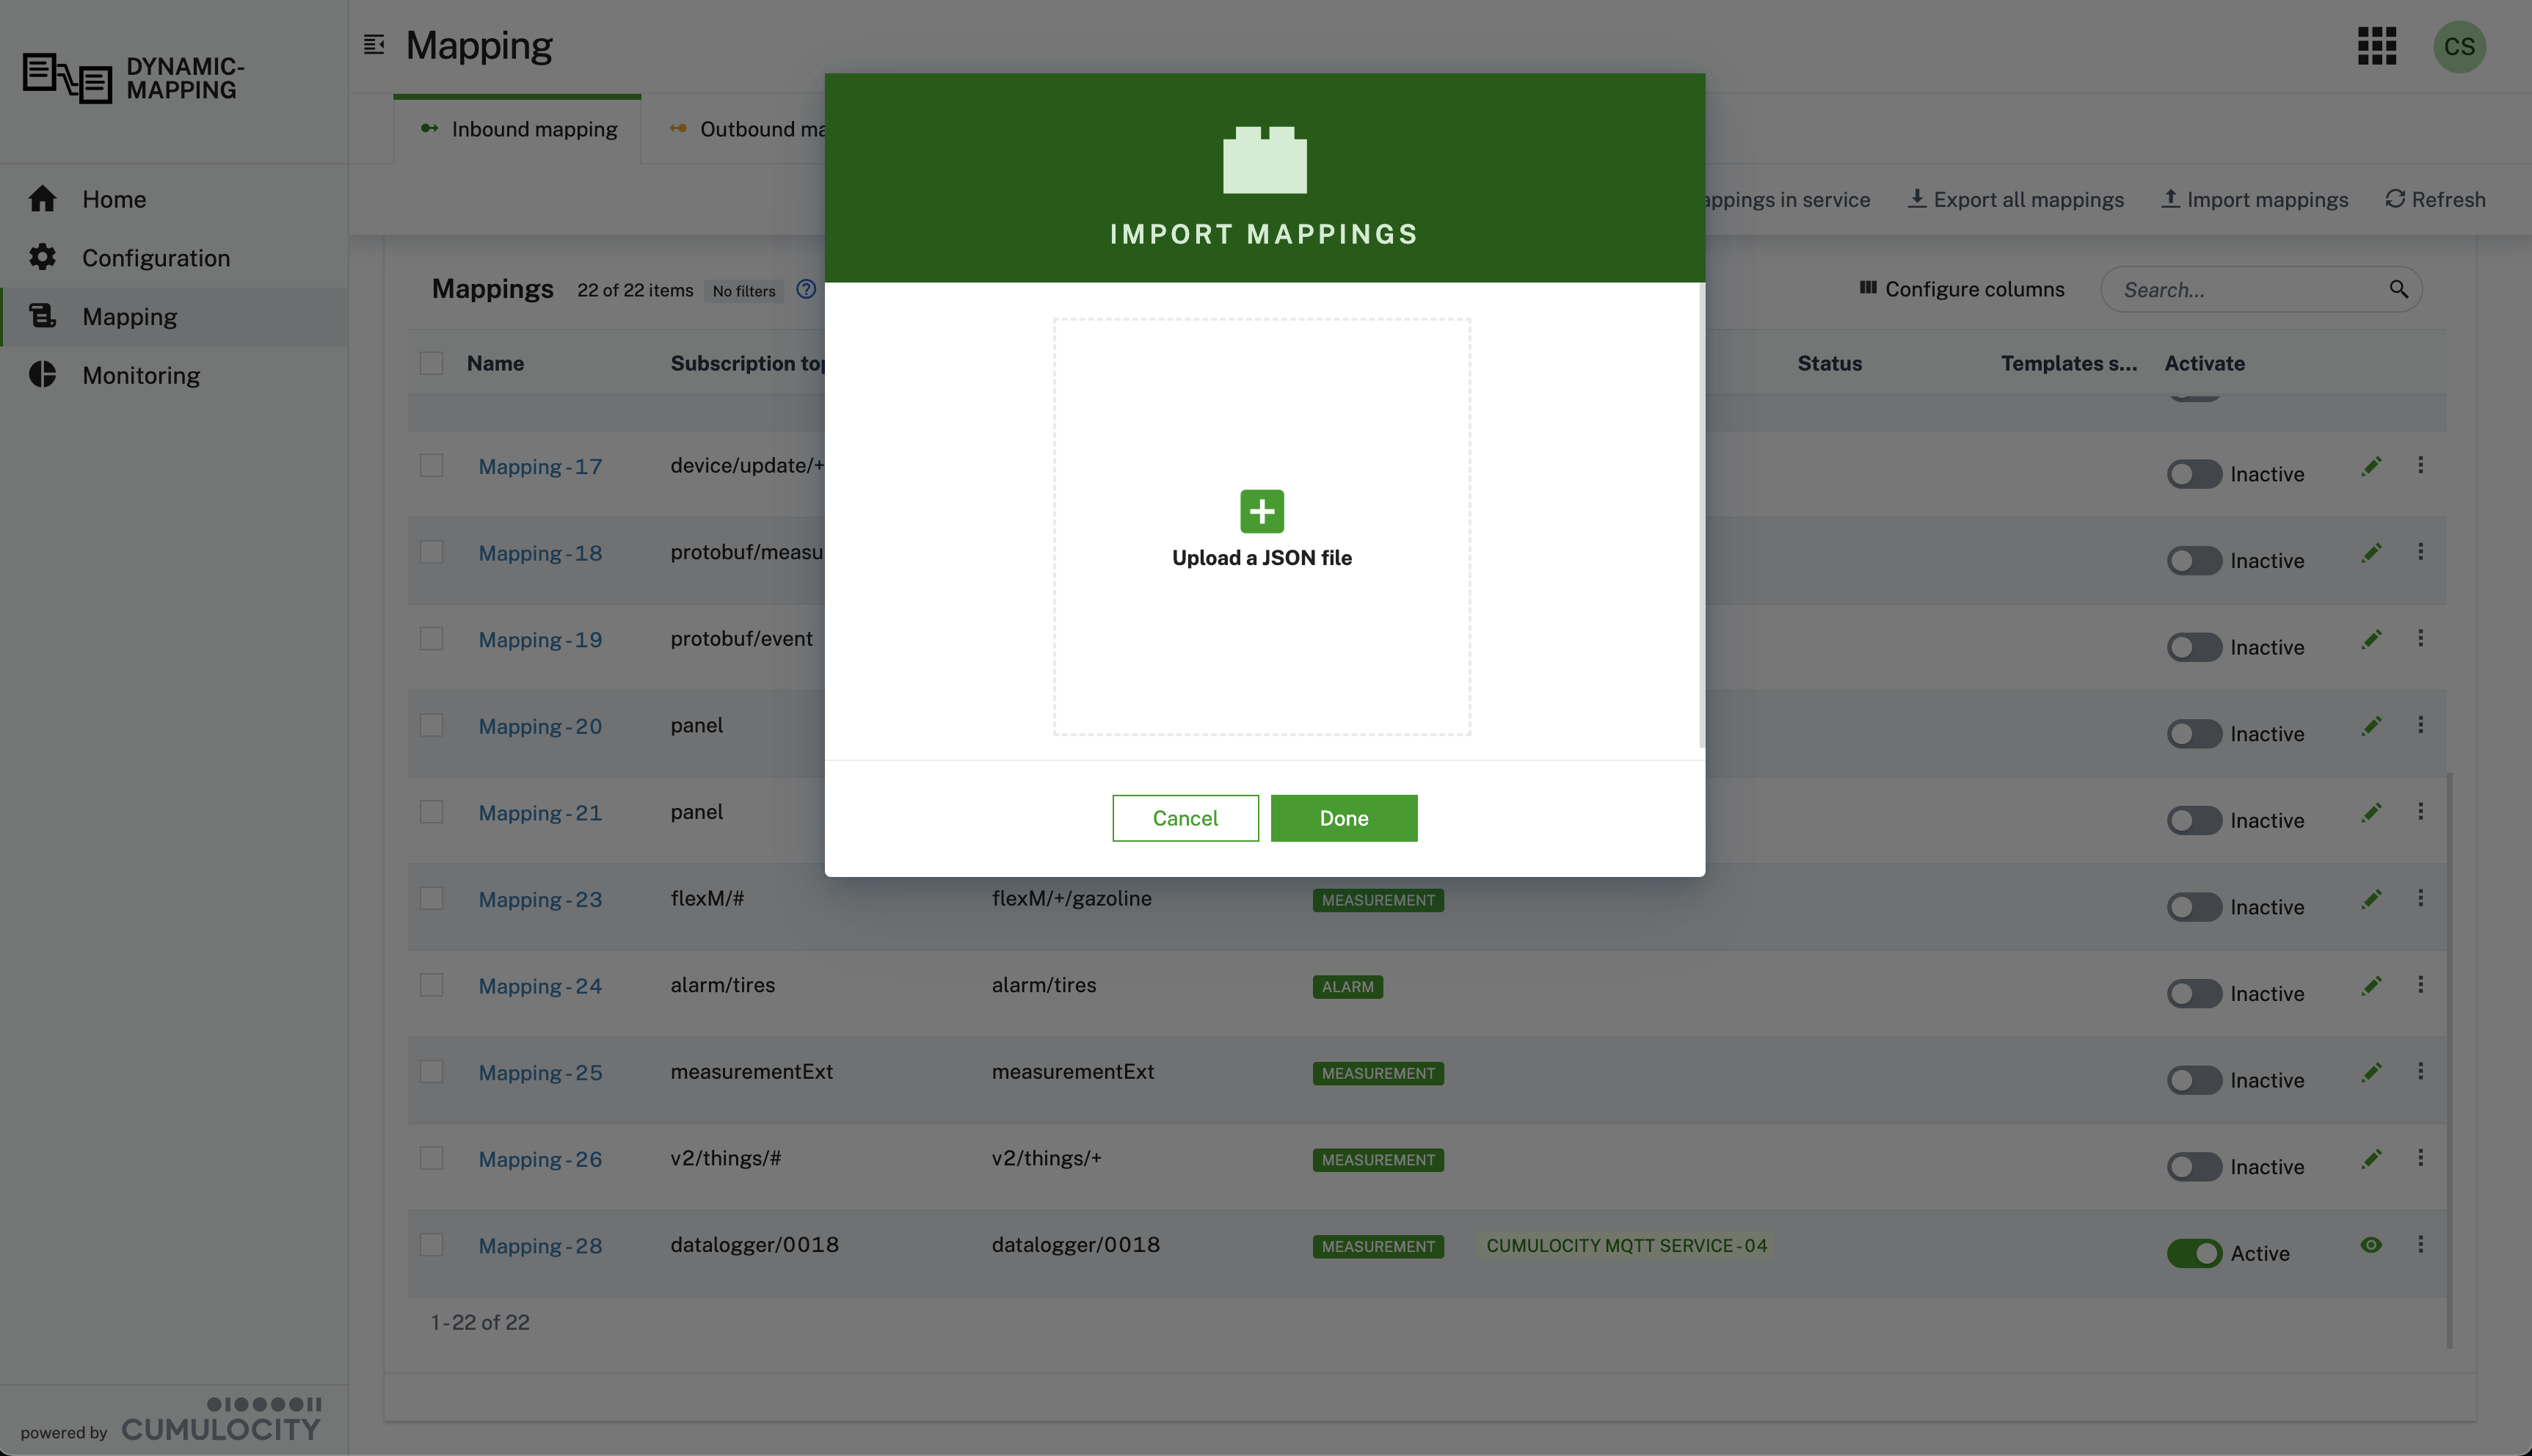 DYNAMIC-
MAPPING
Mapping
CS
Home
Configuration
Mapping
Monitoring
Inbound mapping
Outbound
in service
Export all mappings
Import mappings
Refresh
IMPORT MAPPINGS
Upload a JSON file
Cancel
Done
Mappings
22 of 22 items
No filters
?
Configure columns
Search...
Name
Subscription
Status
Templates s...
Activate
Mapping-17
device/update/+
Inactive
Mapping-18
protobuf/measu
Inactive
Mapping-19
protobuf/event
Inactive
Mapping-20
panel
Inactive
Mapping-21
panel
Inactive
Mapping-23
flexM/#
flexM/+/gazoline
MEASUREMENT
Inactive
Mapping-24
alarm/tires
alarm/tires
ALARM
Inactive
Mapping-25
measurementExt
measurementExt
MEASUREMENT
Inactive
Mapping-26
v2/things/#
v2/things/+
MEASUREMENT
Inactive
Mapping-28
datalogger/0018
datalogger/0018
MEASUREMENT
CUMULOCITY MQTT SERVICE-04
Active
1-22 of 22
powered by
CUMULOCITY